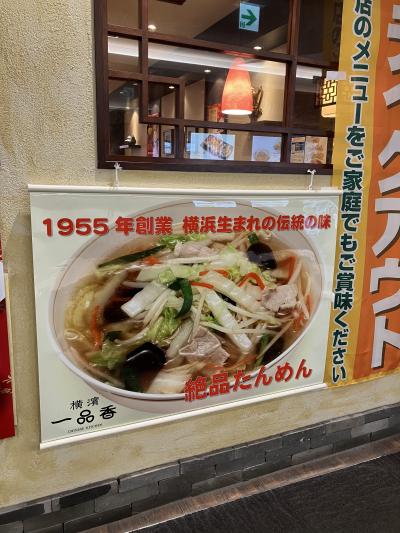 1955年創業 横浜生まれの伝統の味
絶品たんめん
横濱
一品香
CHINESE KITCHEN
店のメニューをご家庭でもご賞味ください
テイクアウト